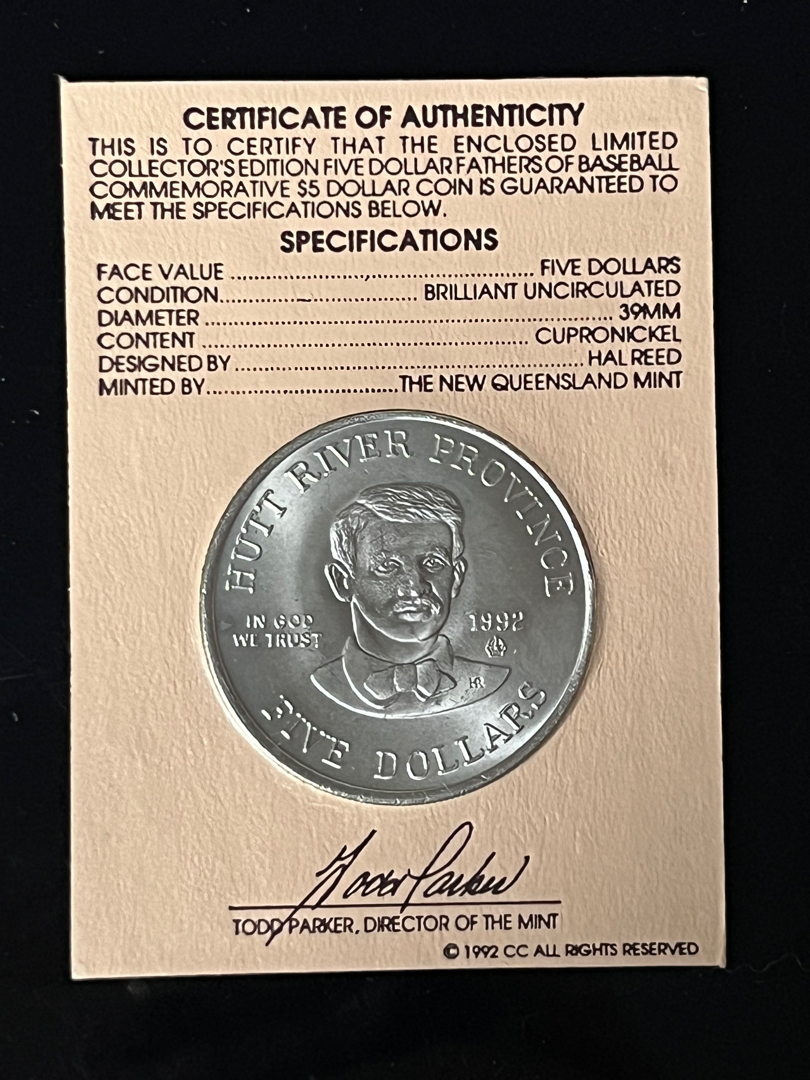 CERTIFICATE OF AUTHENTICITY
THIS IS TO CERTIFY THAT THE ENCLOSED LIMITED
COLLECTOR'S EDITION FIVE DOLLAR FATHERS OF BASEBALL
COMMEMORATIVE $5 DOLLAR COIN IS GUARANTEED TO
MEET THE SPECIFICATIONS BELOW.
SPECIFICATIONS
FACE VALUE ........................................ FIVE DOLLARS
CONDITION.......................... BRILLIANT UNCIRCULATED
DIAMETER ...................................................... 39MM
CONTENT ........................................... CUPRONICKEL
DESIGNED BY .............................................. HAL REED
MINTED BY.........................THE NEW QUEENSLAND MINT
HUTT RIVER PROVINCE
IN GOD
WE TRUST
1992
HR
FIVE DOLLARS
Todd Parker
TODD PARKER, DIRECTOR OF THE MINT
© 1992 CC ALL RIGHTS RESERVED